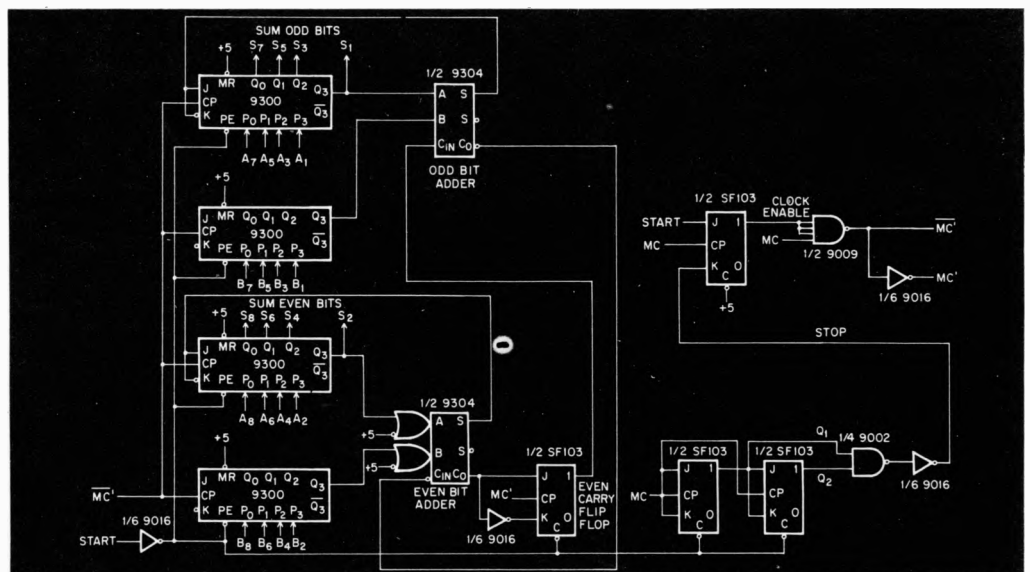 SUM ODD BITS
+5 S7 S5 S3 S1
MR Q0 Q1 Q2 Q3
J
CP 9300 Q3
K
PE P0 P1 P2 P3
A7 A5 A3 A1
1/2 9304
A S
B S
CIN CO
ODD BIT
ADDER
+5
MR Q0 Q1 Q2 Q3
J
CP 9300 Q3
K
PE P0 P1 P2 P3
B7 B5 B3 B1
SUM EVEN BITS
+5 S8 S6 S4 S2
J MR Q0 Q1 Q2 Q3
CP 9300 Q3
K
PE P0 P1 P2 P3
A8 A6 A4 A2
1/2 9304
+5
+5
A S
B S
CIN CO
EVEN BIT
ADDER
+5
MR Q0 Q1 Q2 Q3
J
CP 9300 Q3
K
PE P0 P1 P2 P3
B8 B6 B4 B2
MC'
START
1/6 9016
1/2 SF103
J 1
MC' CP
K O
C
1/6 9016
EVEN
CARRY
FLIP
FLOP
1/2 SF103
START J 1
MC CP
K O
C
+5
CLOCK
ENABLE
MC
1/2 9009
MC'
MC'
1/6 9016
STOP
1/2 SF103
MC
J 1
K O
C
1/2 SF103
J 1
K O
C
Q1
Q2
1/4 9002
1/6 9016